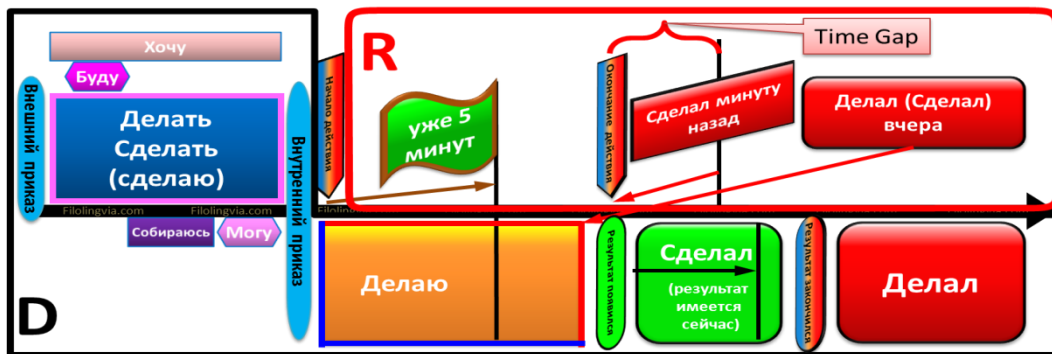 Хочу
Буду
Внешний приказ
Делать
Сделать
(сделаю)
Filolingvia.com
Filolingvia.com
Собираюсь
Могу
Внутренний приказ
D
R
Начало действия
уже 5
минут
Filolingvia.com
Окончание действия
Сделал минуту
назад
Time Gap
Делал (Сделал)
вчера
Делаю
Результат появился
Сделал
(результат
имеется
сейчас)
Результат закончился
Делал